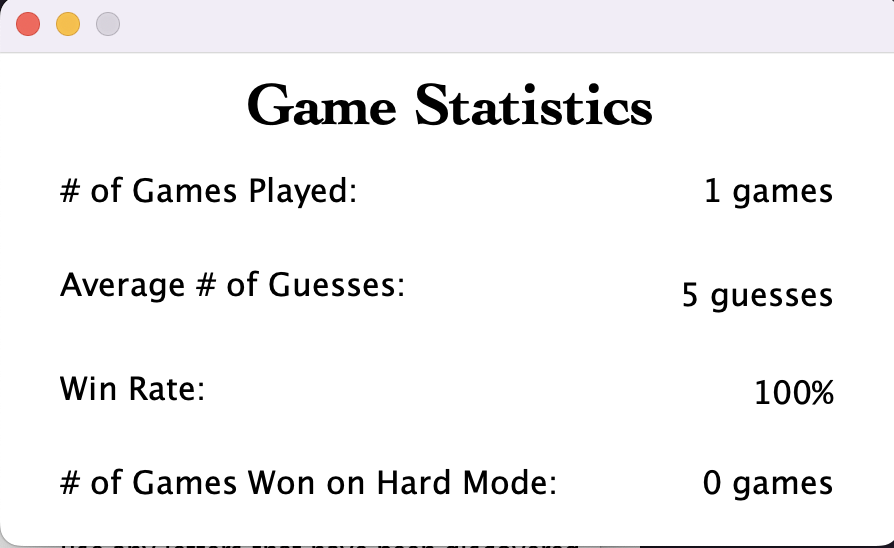 Game Statistics
# of Games Played: 1 games
Average # of Guesses: 5 guesses
Win Rate: 100%
# of Games Won on Hard Mode: 0 games